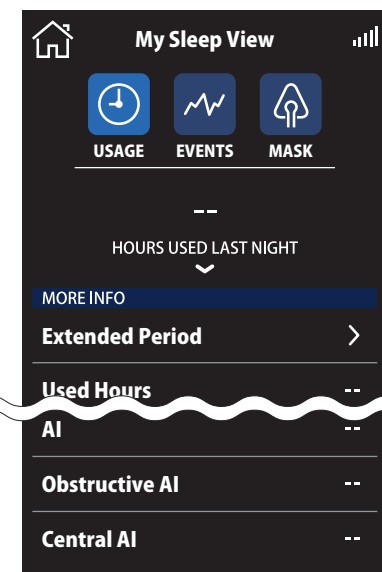 My Sleep View
USAGE EVENTS MASK
--
HOURS USED LAST NIGHT
MORE INFO
Extended Period
Used Hours --
AI --
Obstructive AI --
Central AI --